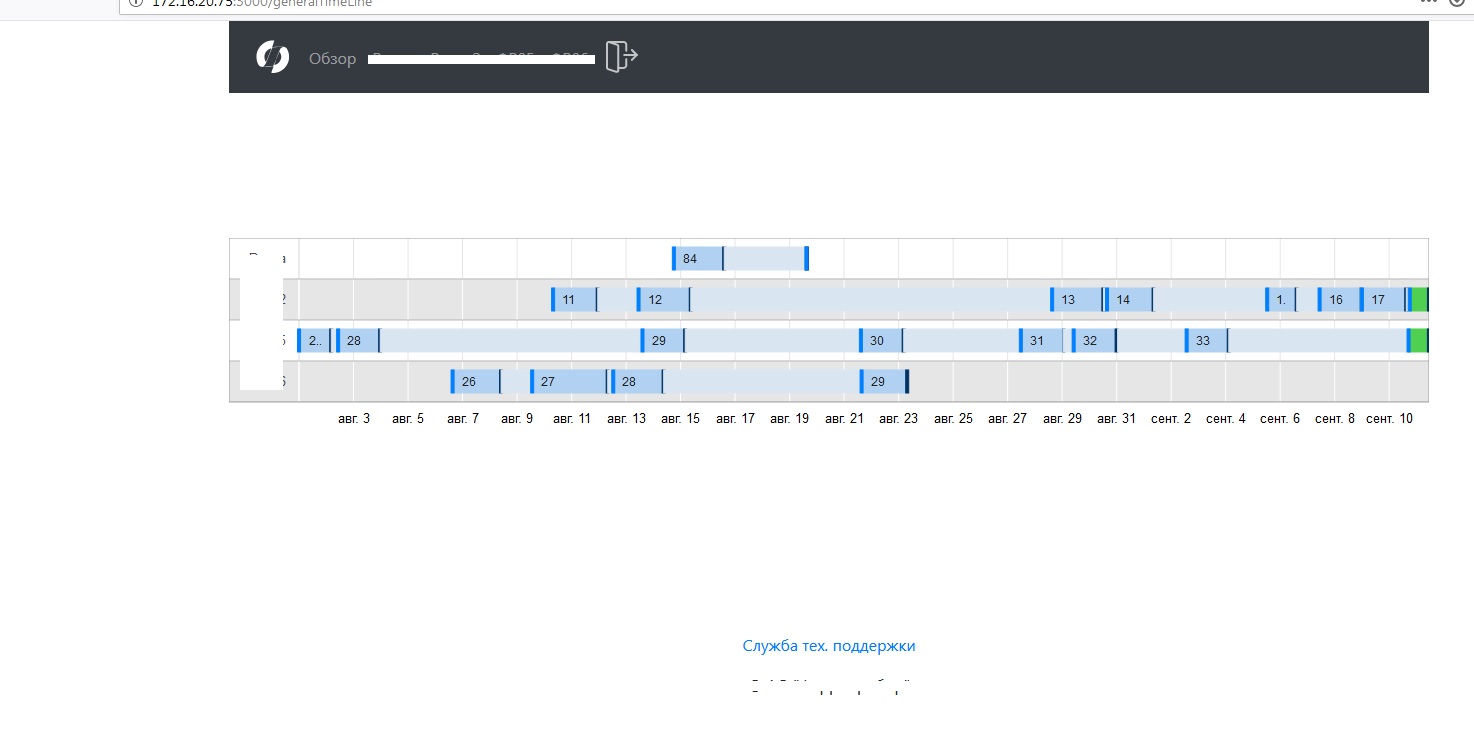 172.16.20.75:3000/generalTimeLine
Обзор
84
11 12 13 14 1. 16 17
2.. 28 29 30 31 32 33
26 27 28 29
авг. 3 авг. 5 авг. 7 авг. 9 авг. 11 авг. 13 авг. 15 авг. 17 авг. 19 авг. 21 авг. 23 авг. 25 авг. 27 авг. 29 авг. 31 сент. 2 сент. 4 сент. 6 сент. 8 сент. 10
Служба тех. поддержки